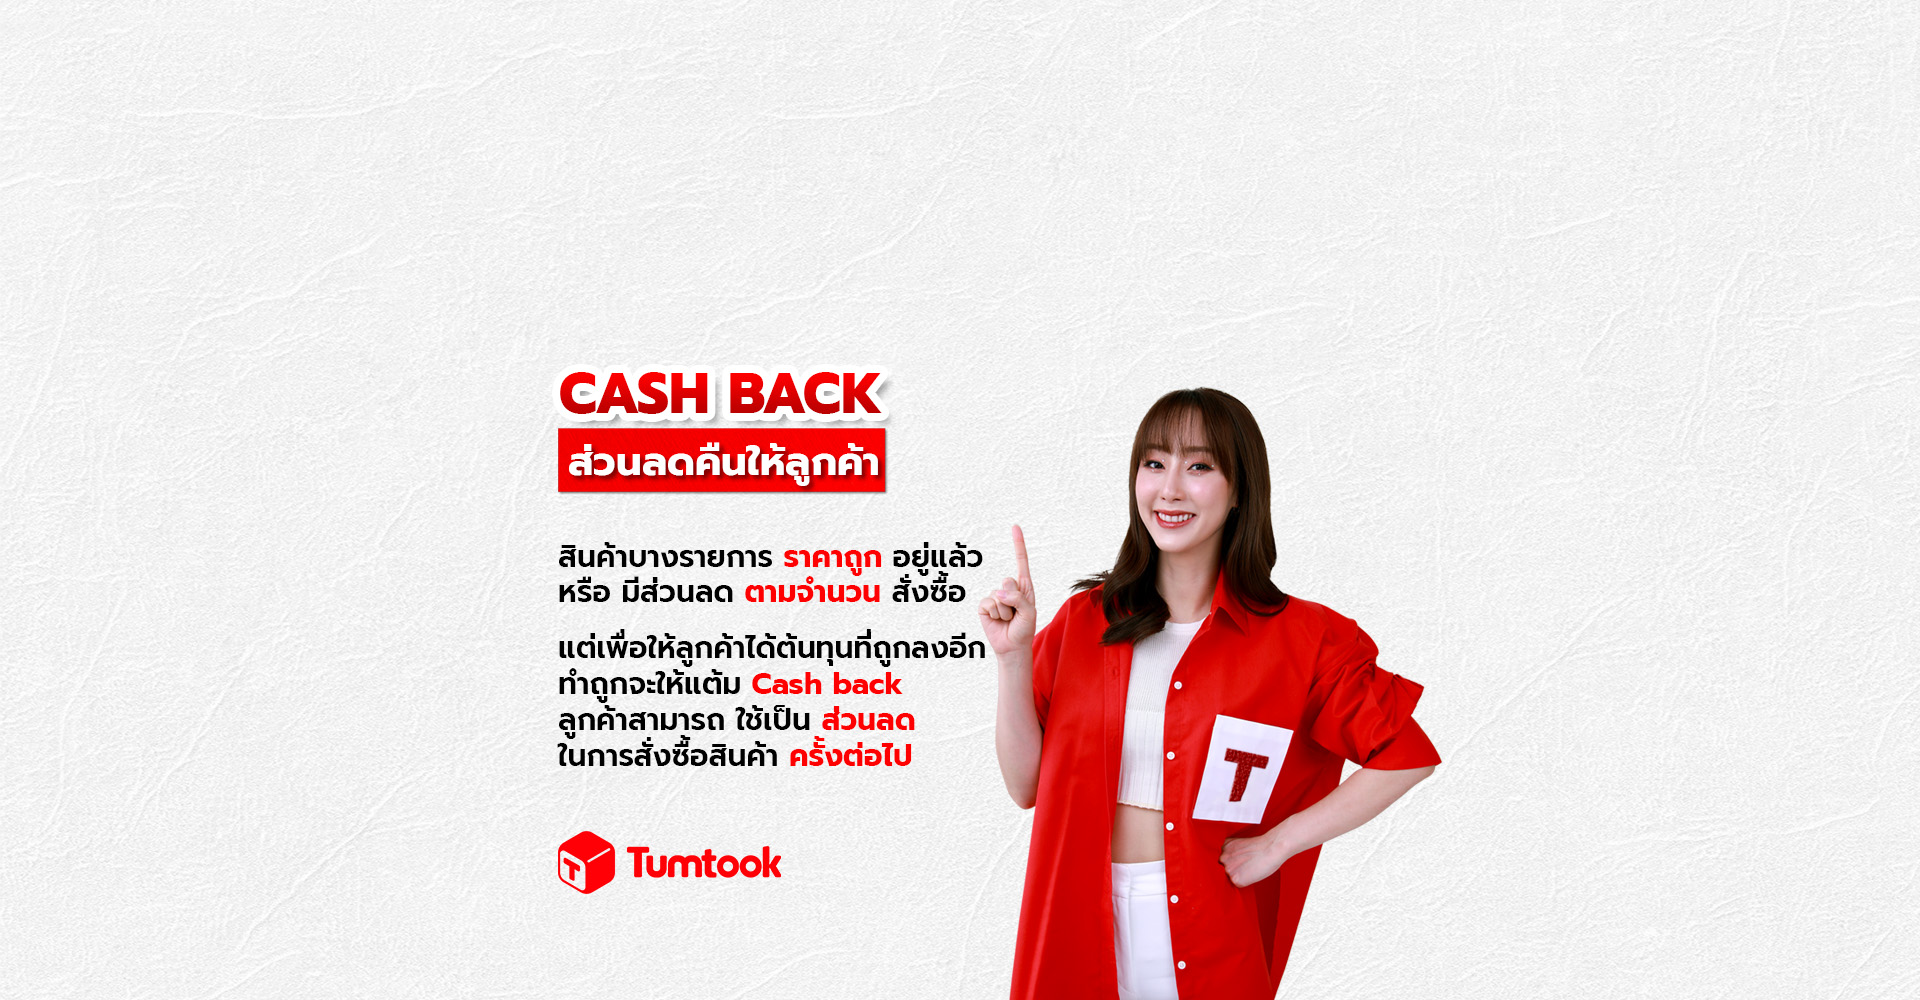 CASH BACK
ส่วนลดคืนให้ลูกค้า
สินค้าบางรายการ ราคาถูก อยู่แล้ว
หรือ มีส่วนลด ตามจำนวน สั่งซื้อ
แต่เพื่อให้ลูกค้าได้ต้นทุนที่ถูกลงอีก
ทำถูกจะให้แต้ม Cash back
ลูกค้าสามารถ ใช้เป็น ส่วนลด
ในการสั่งซื้อสินค้า ครั้งต่อไป
T
T Tumtook